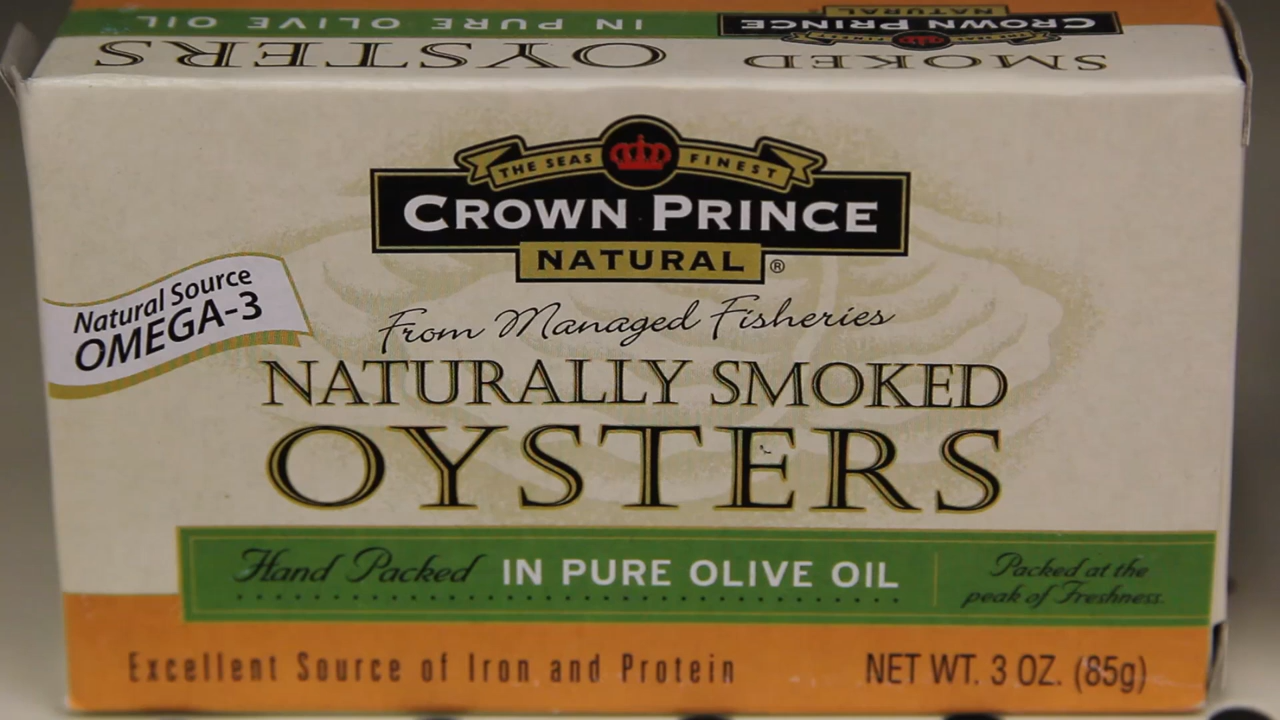 IN PURE OLIVE OIL
SMOKED OYSTERS
CROWN PRINCE
NATURAL
THE SEAS FINEST
CROWN PRINCE
NATURAL®
Natural Source
OMEGA-3
From Managed Fisheries
NATURALLY SMOKED
OYSTERS
Hand Packed IN PURE OLIVE OIL
Packed at the
peak of Freshness.
Excellent Source of Iron and Protein
NET WT. 3 OZ. (85g)